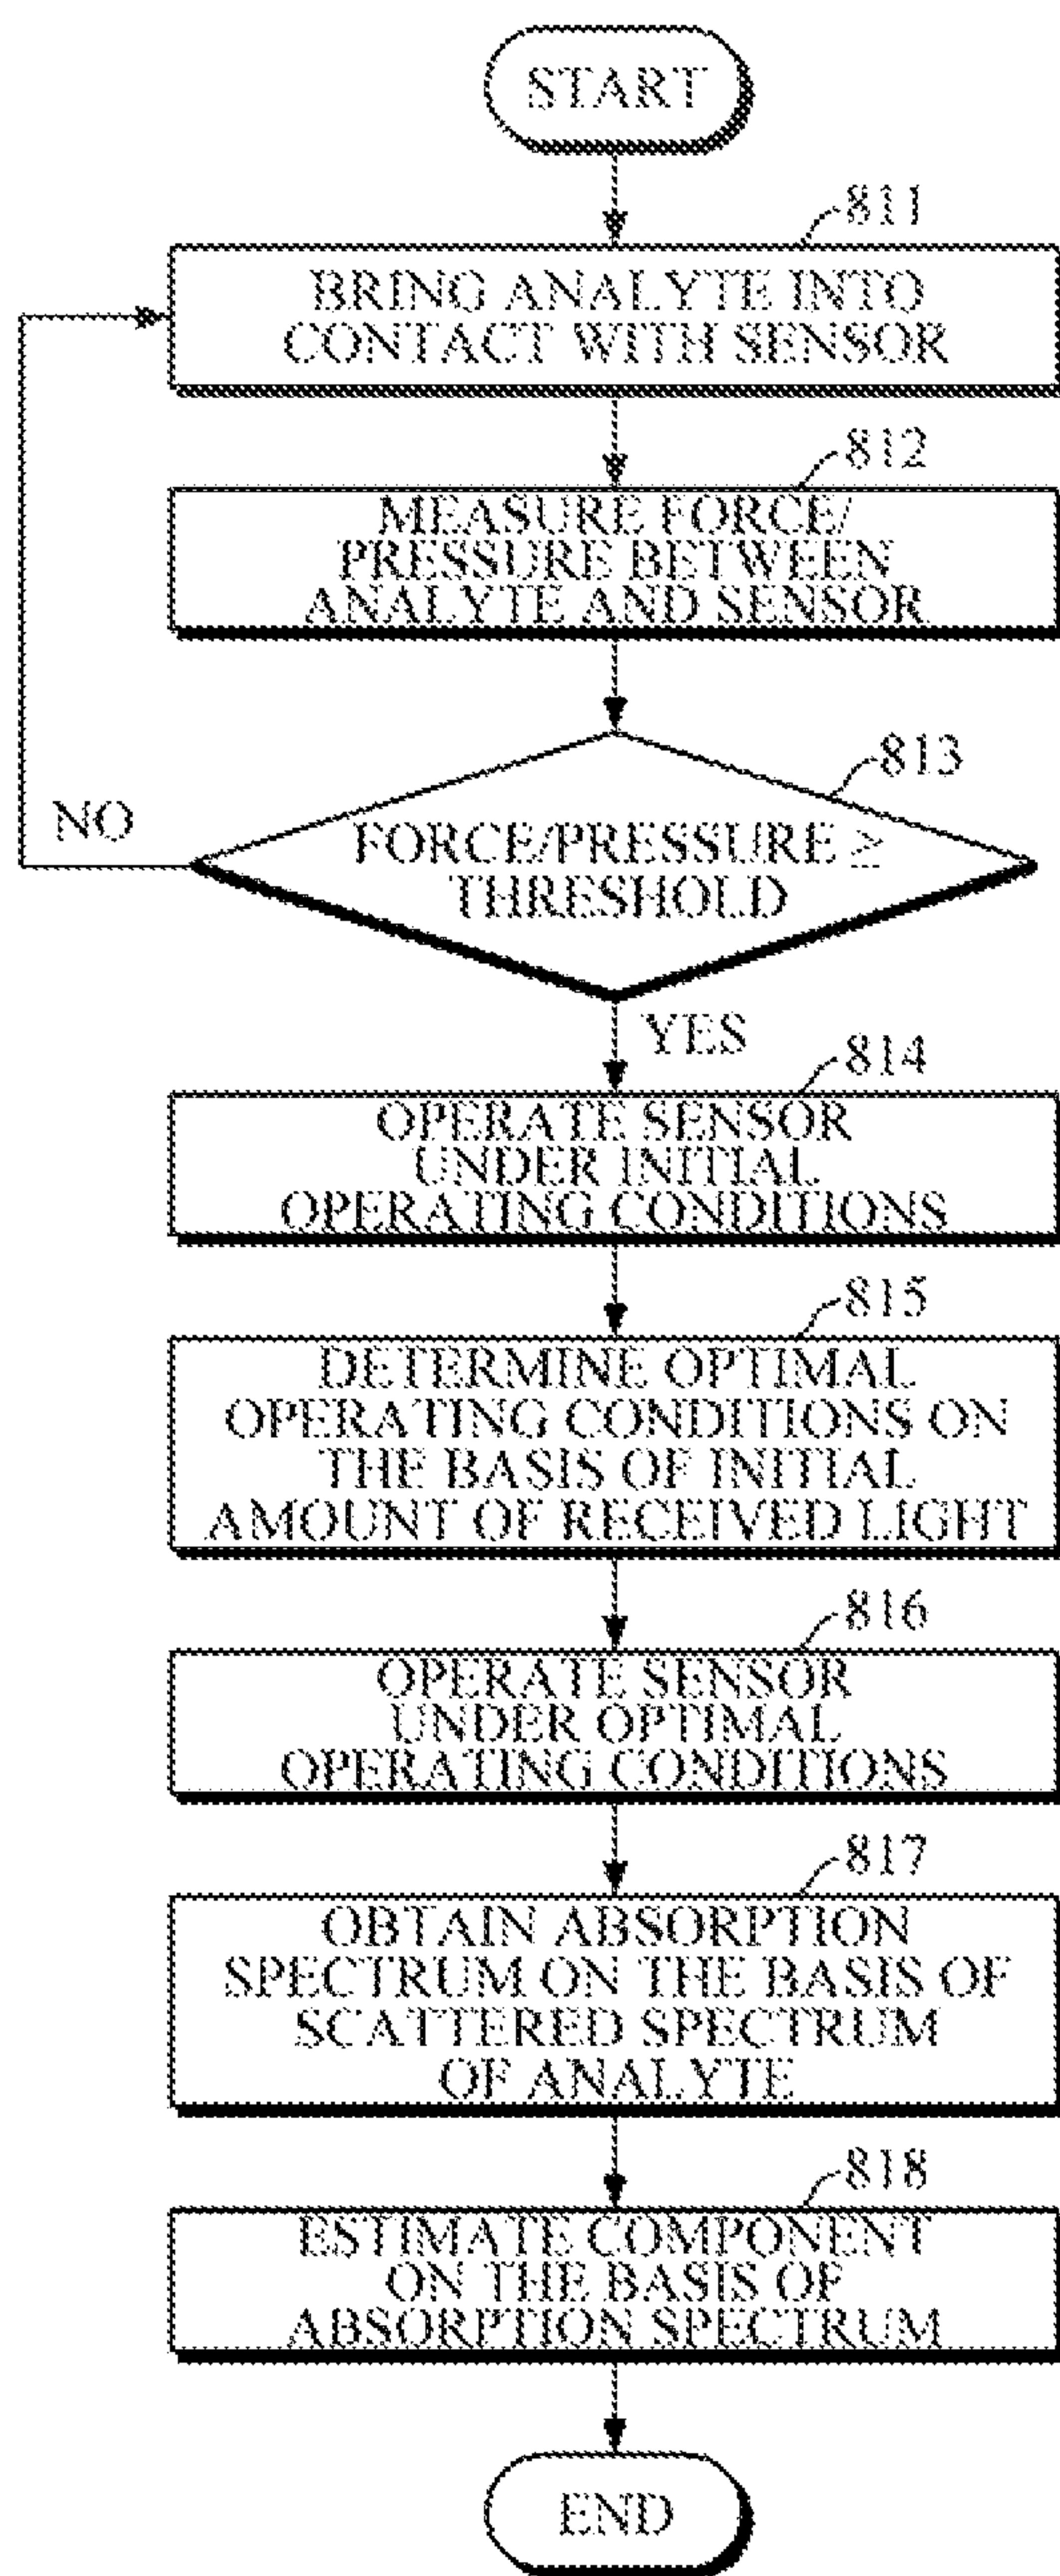 START
811
BRING ANALYTE INTO
CONTACT WITH SENSOR
812
MEASURE FORCE/
PRESSURE BETWEEN
ANALYTE AND SENSOR
813
NO
FORCE/PRESSURE ≥
THRESHOLD
YES
814
OPERATE SENSOR
UNDER INITIAL
OPERATING CONDITIONS
815
DETERMINE OPTIMAL
OPERATING CONDITIONS ON
THE BASIS OF INITIAL
AMOUNT OF RECEIVED LIGHT
816
OPERATE SENSOR
UNDER OPTIMAL
OPERATING CONDITIONS
817
OBTAIN ABSORPTION
SPECTRUM ON THE BASIS OF
SCATTERED SPECTRUM
OF ANALYTE
818
ESTIMATE COMPONENT
ON THE BASIS OF
ABSORPTION SPECTRUM
END